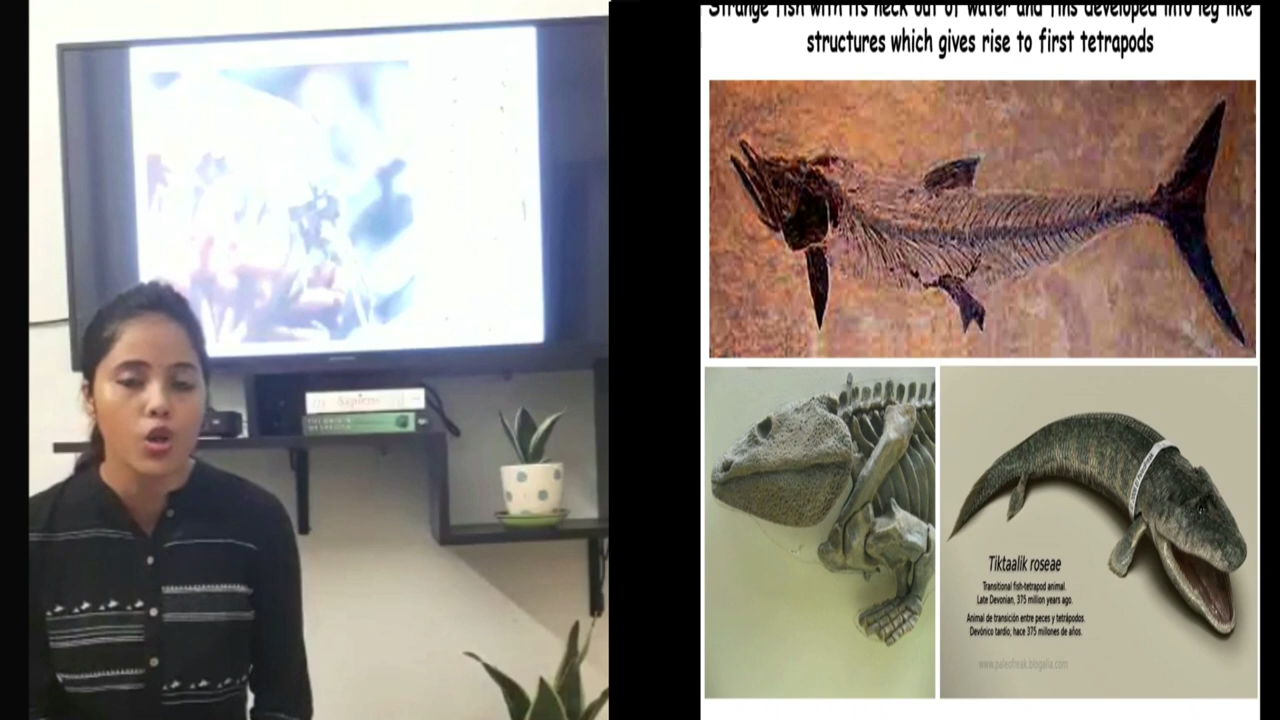 Strange fish with its neck out of water and fins developed into leg like
structures which gives rise to first tetrapods
Sapiens
Tiktaalik roseae
Transitional fish-tetrapod animal.
Late Devonian, 375 million years ago.
Animal de transición entre peces y tetrápodos.
Devónico tardío; hace 375 millones de años.
www.paleofreak.blogalia.com